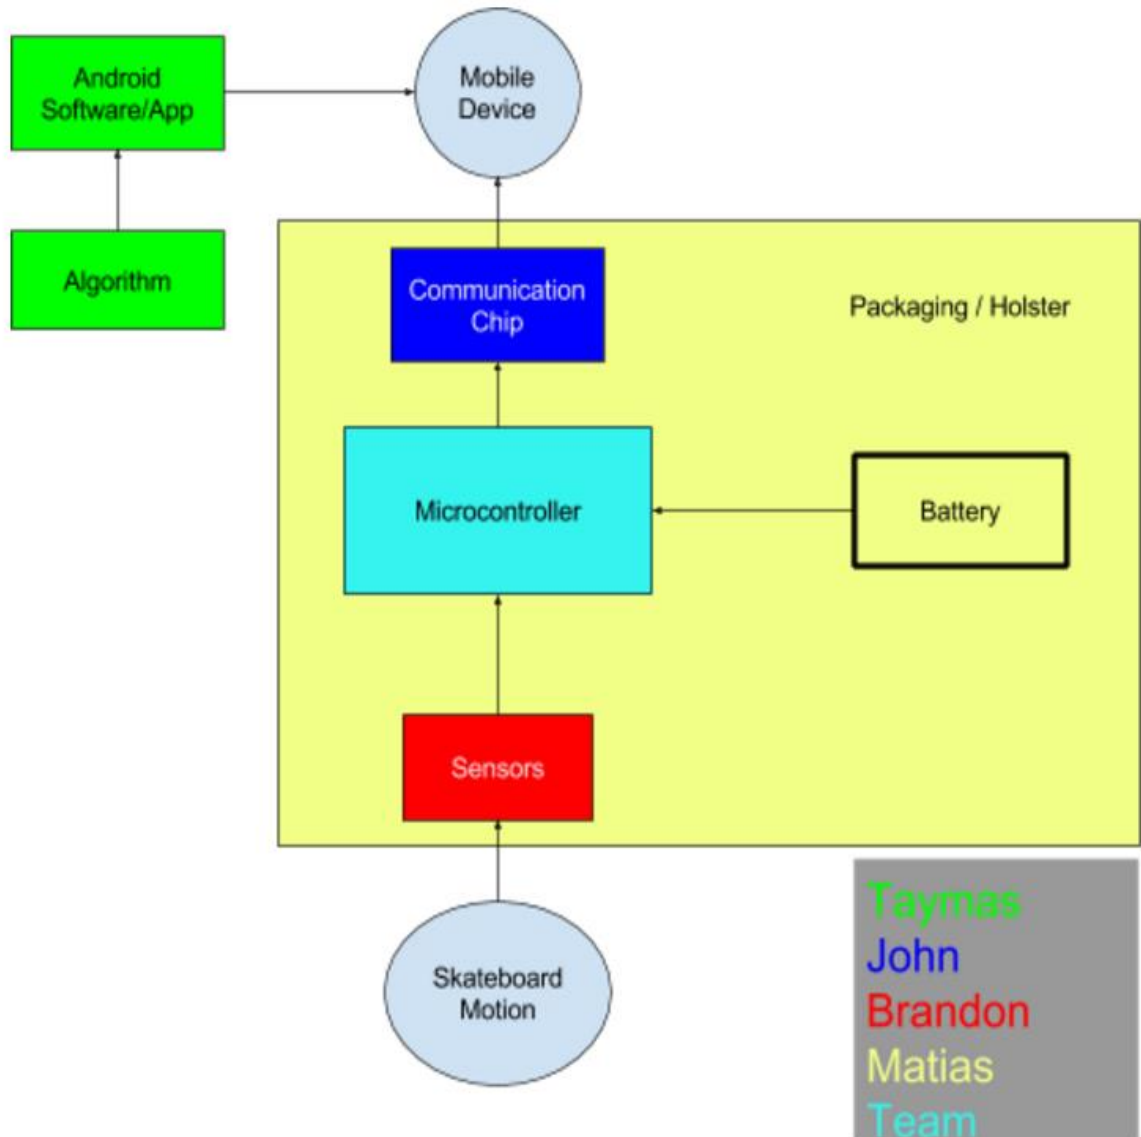 Android
Software/App
Mobile
Device
Algorithm
Communication
Chip
Packaging / Holster
Microcontroller
Battery
Sensors
Skateboard
Motion
Taymas
John
Brandon
Matias
Team